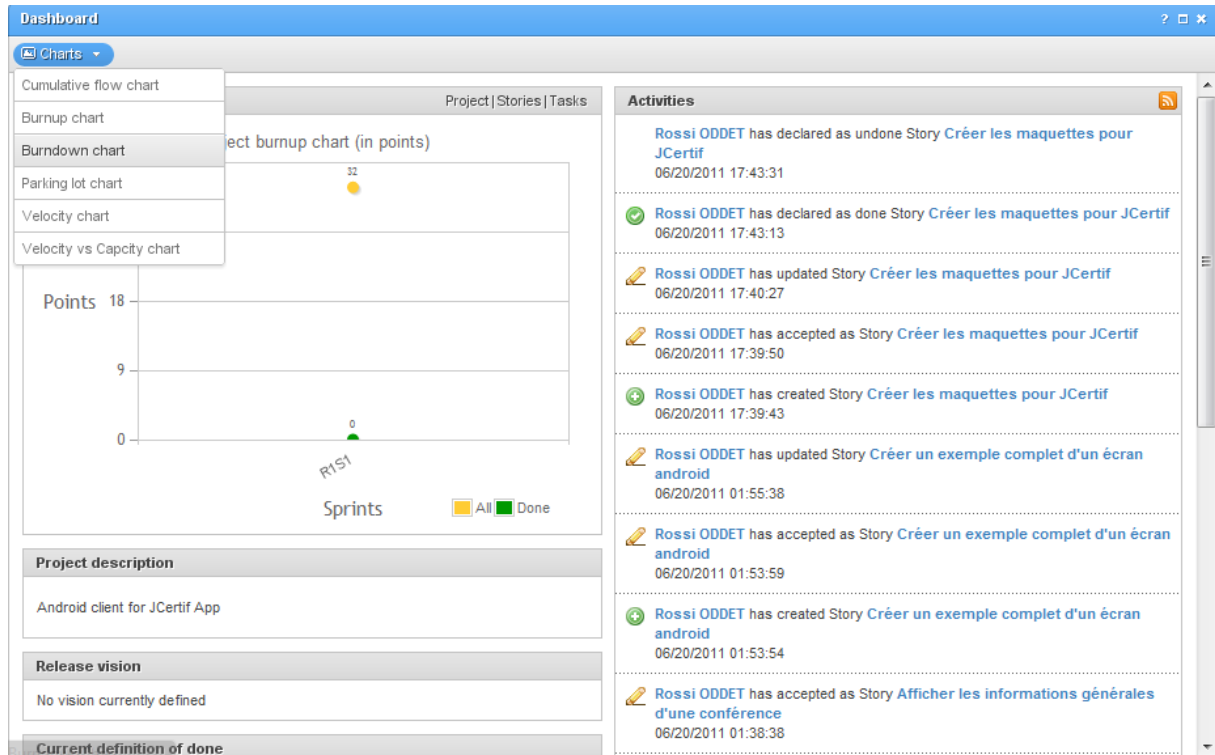 Dashboard
?
Charts
Cumulative flow chart
Burnup chart
Burndown chart
Parking lot chart
Velocity chart
Velocity vs Capcity chart
Project | Stories | Tasks
ject burnup chart (in points)
32
Points
18
9
0
0
R1S1
Sprints
All Done
Project description
Android client for JCertif App
Release vision
No vision currently defined
Current definition of done
Activities
Rossi ODDET has declared as undone Story Créer les maquettes pour
JCertif
06/20/2011 17:43:31
Rossi ODDET has declared as done Story Créer les maquettes pour JCertif
06/20/2011 17:43:13
Rossi ODDET has updated Story Créer les maquettes pour JCertif
06/20/2011 17:40:27
Rossi ODDET has accepted as Story Créer les maquettes pour JCertif
06/20/2011 17:39:50
Rossi ODDET has created Story Créer les maquettes pour JCertif
06/20/2011 17:39:43
Rossi ODDET has updated Story Créer un exemple complet d'un écran
android
06/20/2011 01:55:38
Rossi ODDET has accepted as Story Créer un exemple complet d'un écran
android
06/20/2011 01:53:59
Rossi ODDET has created Story Créer un exemple complet d'un écran
android
06/20/2011 01:53:54
Rossi ODDET has accepted as Story Afficher les informations générales
d'une conférence
06/20/2011 01:38:38